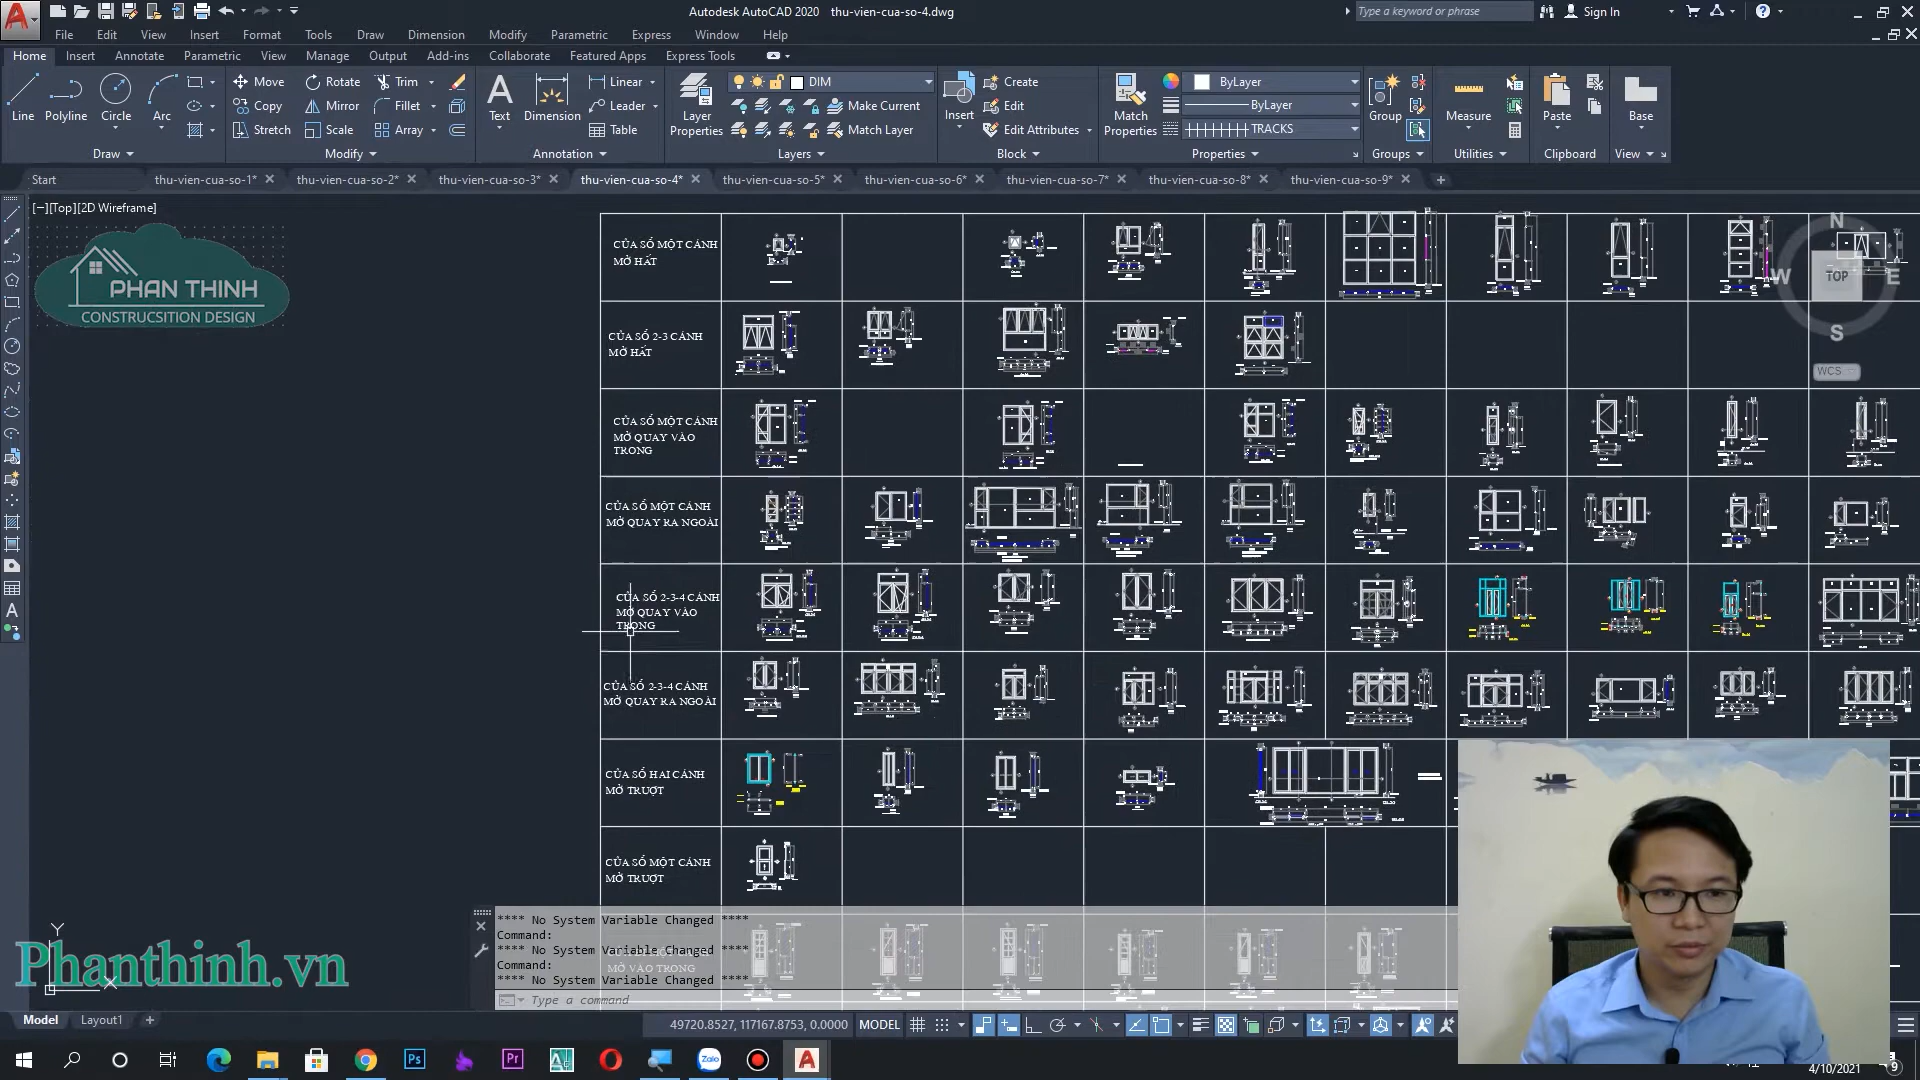 Autodesk AutoCAD 2020 thu-vien-cua-so-4.dwg
Type a keyword or phrase
Sign In
File Edit View Insert Format Tools Draw Dimension Modify Parametric Express Window Help
Home Insert Annotate Parametric View Manage Output Add-ins Collaborate Featured Apps Express Tools
Line Polyline Circle Arc
Move Rotate Trim
Copy Mirror Fillet
Stretch Scale Array
Text Dimension
Linear
Leader
Table
Layer Properties
DIM
Make Current
Match Layer
Insert
Create
Edit
Edit Attributes
Match Properties
ByLayer
ByLayer
TRACKS
Group
Measure
Paste
Base
Draw Modify Annotation Layers Block Properties Groups Utilities Clipboard View
Start thu-vien-cua-so-1* thu-vien-cua-so-2* thu-vien-cua-so-3* thu-vien-cua-so-4* thu-vien-cua-so-5* thu-vien-cua-so-6* thu-vien-cua-so-7* thu-vien-cua-so-8* thu-vien-cua-so-9*
[−][Top][2D Wireframe]
PHAN THINH
CONSTRUCSITION DESIGN
CỬA SỔ MỘT CÁNH
MỞ HẤT
CỬA SỔ 2-3 CÁNH
MỞ HẤT
CỬA SỔ MỘT CÁNH
MỞ QUAY VÀO
TRONG
CỬA SỔ MỘT CÁNH
MỞ QUAY RA NGOÀI
CỬA SỔ 2-3-4 CÁNH
MỞ QUAY VÀO
TRONG
CỬA SỔ 2-3-4 CÁNH
MỞ QUAY RA NGOÀI
CỬA SỔ HAI CÁNH
MỞ TRƯỢT
CỬA SỔ MỘT CÁNH
MỞ TRƯỢT
MỞ VÀO TRONG
N
W TOP E
S
WCS
**** No System Variable Changed ****
Command:
**** No System Variable Changed ****
Command:
**** No System Variable Changed ****
Type a command
Y
X
Phanthinh.vn
Model Layout1
49720.8527, 117167.8753, 0.0000 MODEL
Ps
Pr
Zalo
4/10/2021
9